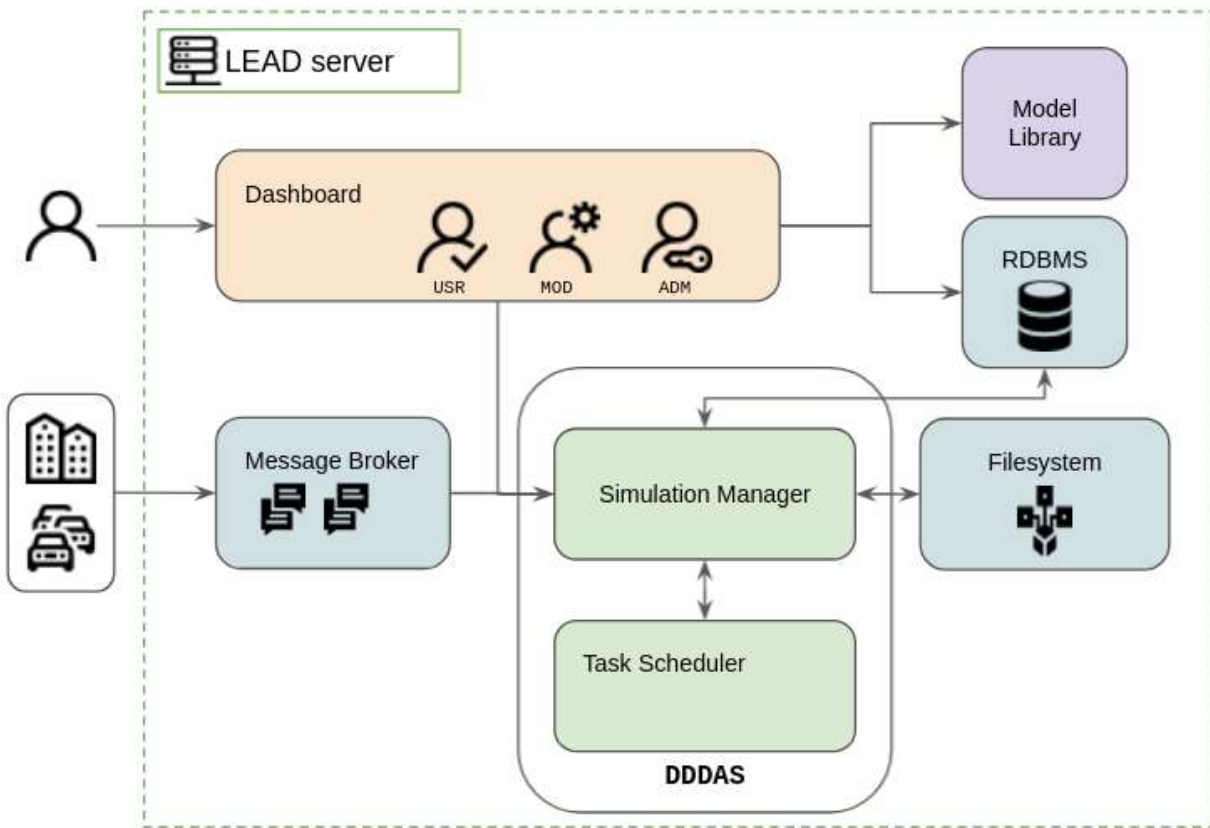 LEAD server
Model
Library
Dashboard
USR
MOD
ADM
RDBMS
Message Broker
Simulation Manager
Filesystem
Task Scheduler
DDDAS